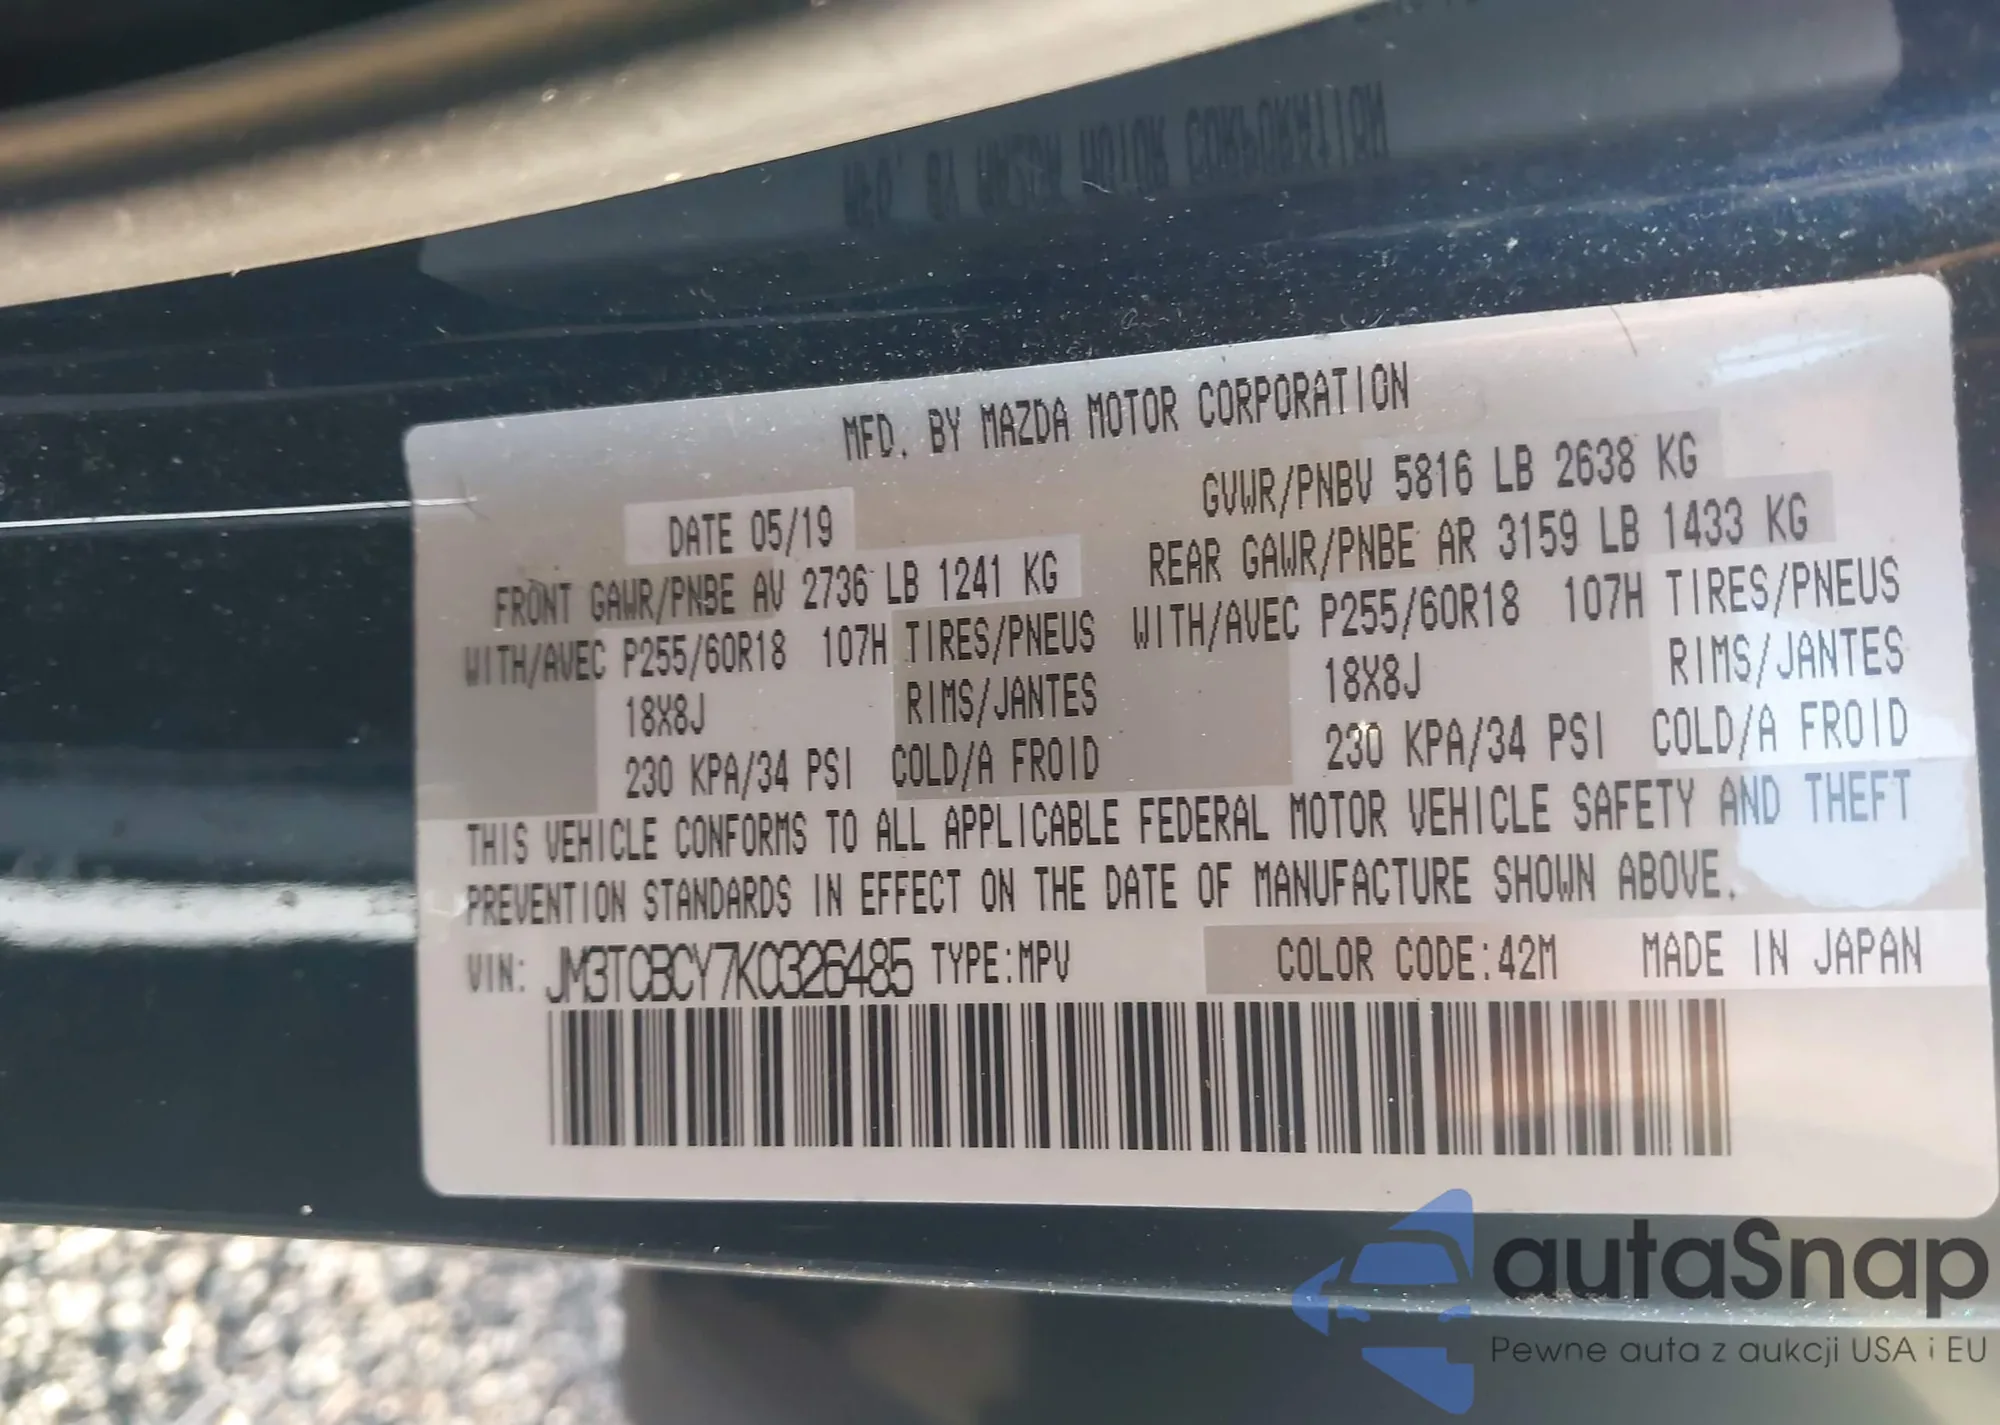 MFD. BY MAZDA MOTOR CORPORATION
DATE 05/19
GVWR/PNBV 5816 LB 2638 KG
FRONT GAWR/PNBE AV 2736 LB 1241 KG
REAR GAWR/PNBE AR 3159 LB 1433 KG
WITH/AVEC P255/60R18 107H TIRES/PNEUS
WITH/AVEC P255/60R18 107H TIRES/PNEUS
18X8J RIMS/JANTES
18X8J RIMS/JANTES
230 KPA/34 PSI COLD/A FROID
230 KPA/34 PSI COLD/A FROID
THIS VEHICLE CONFORMS TO ALL APPLICABLE FEDERAL MOTOR VEHICLE SAFETY AND THEFT
PREVENTION STANDARDS IN EFFECT ON THE DATE OF MANUFACTURE SHOWN ABOVE.
VIN: JM3TCBCY7K0326485 TYPE:MPV COLOR CODE:42M MADE IN JAPAN
autaSnap
Pewne auta z aukcji USA i EU